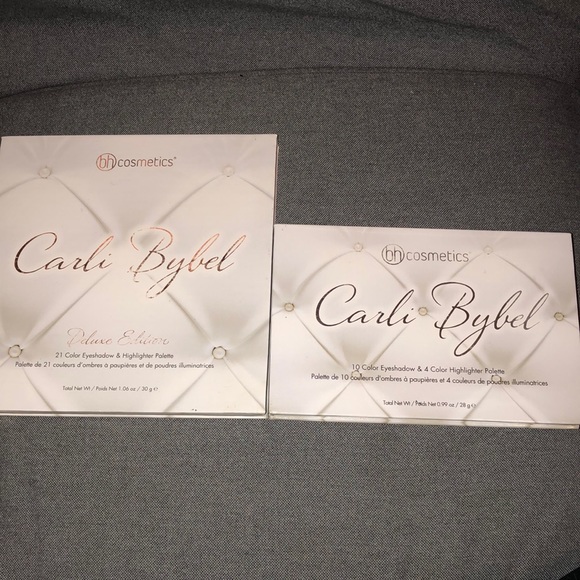 bh cosmetics®
Carli Bybel
Deluxe Edition
21 Color Eyeshadow & Highlighter Palette
Palette de 21 couleurs d'ombres à paupières et de poudres illuminatrices
Total Net Wt / Poids Net 1.06 oz / 30 g e
bh cosmetics®
Carli Bybel
10 Color Eyeshadow & 4 Color Highlighter Palette
Palette de 10 couleurs d'ombres à paupières et 4 couleurs de poudres illuminatrices
Total Net Wt / Poids Net 0.99 oz / 28 g e